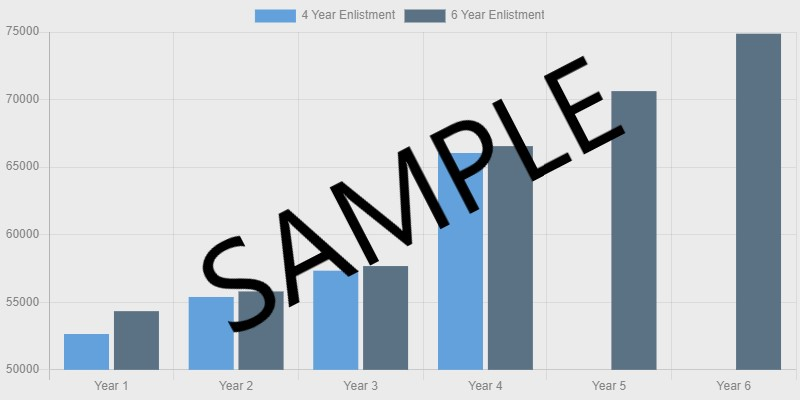 4 Year Enlistment 6 Year Enlistment
75000
70000
65000
60000
55000
50000
SAMPLE
Year 1 Year 2 Year 3 Year 4 Year 5 Year 6